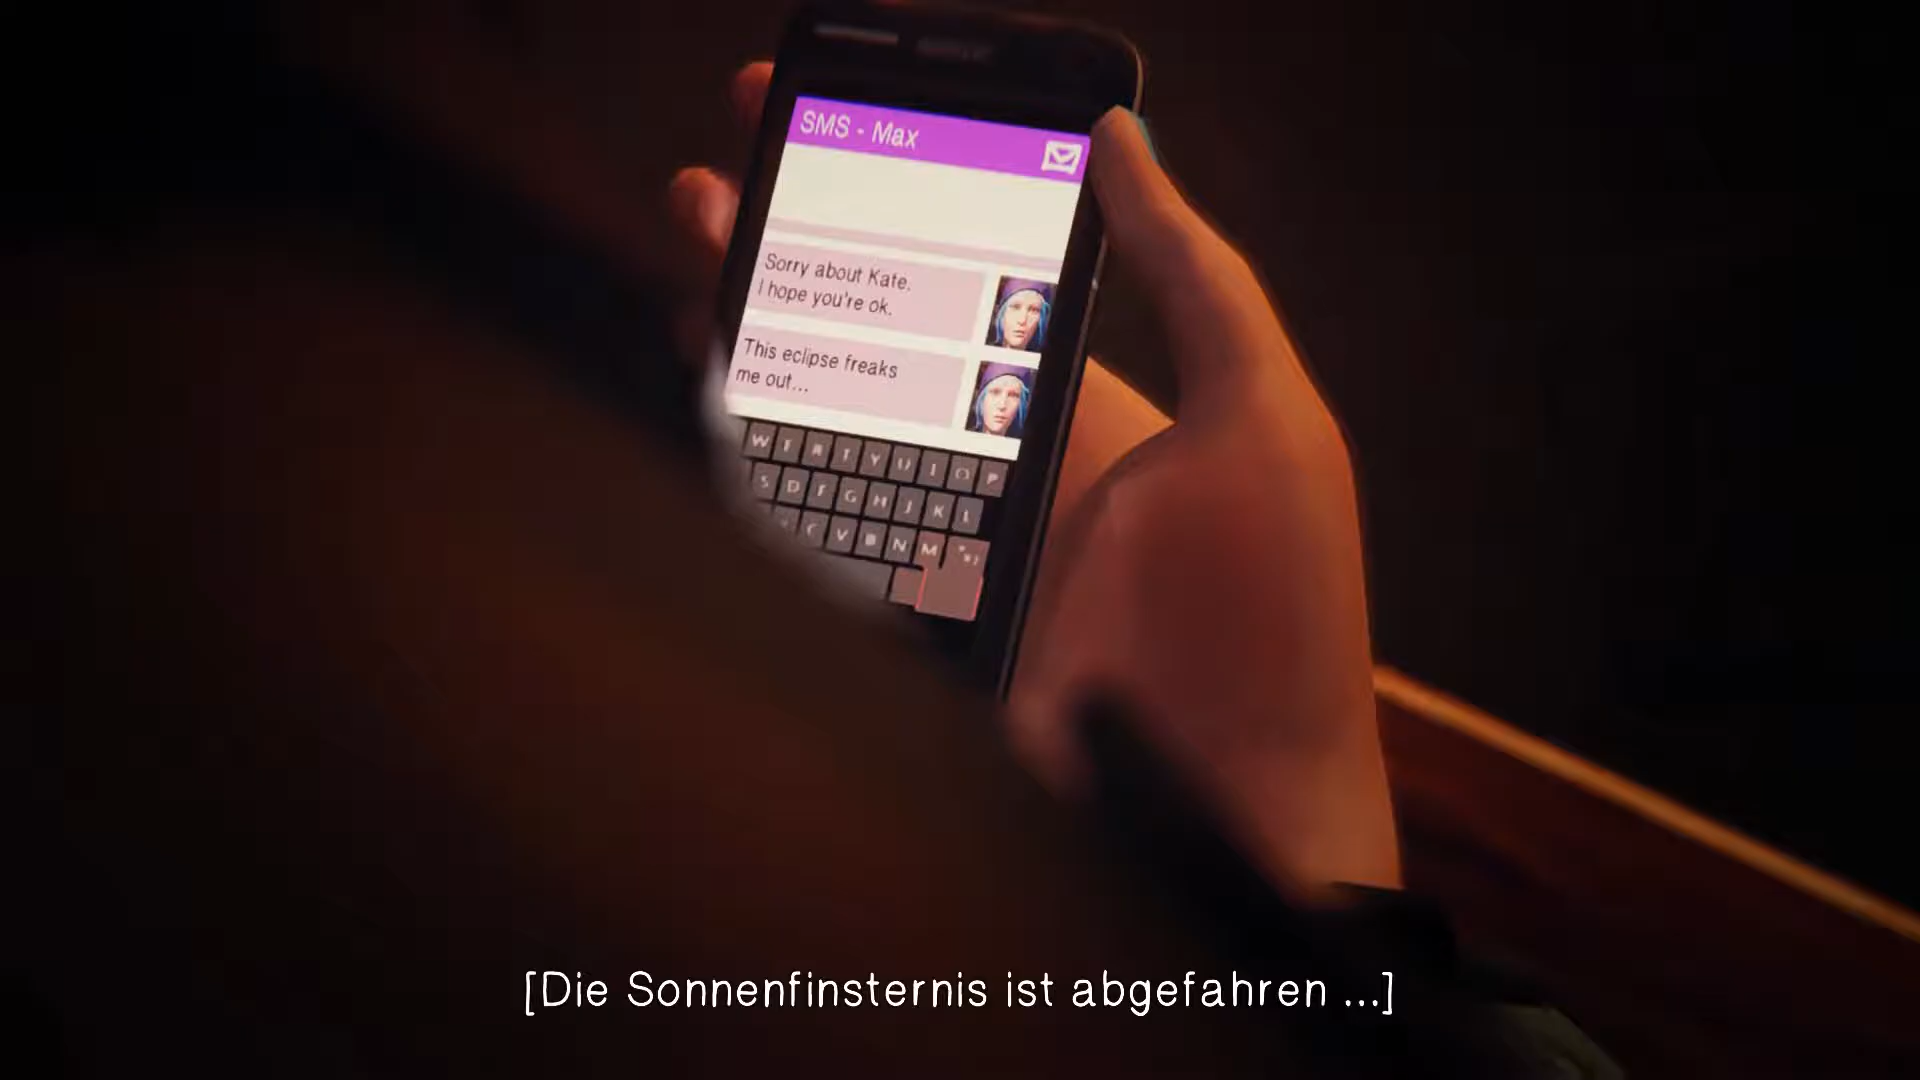 SMS - Max
Sorry about Kate.
I hope you're ok.
This eclipse freaks
me out...
W E R T Y U I O P
S D F G H J K L
C V B N M
[Die Sonnenfinsternis ist abgefahren ...]